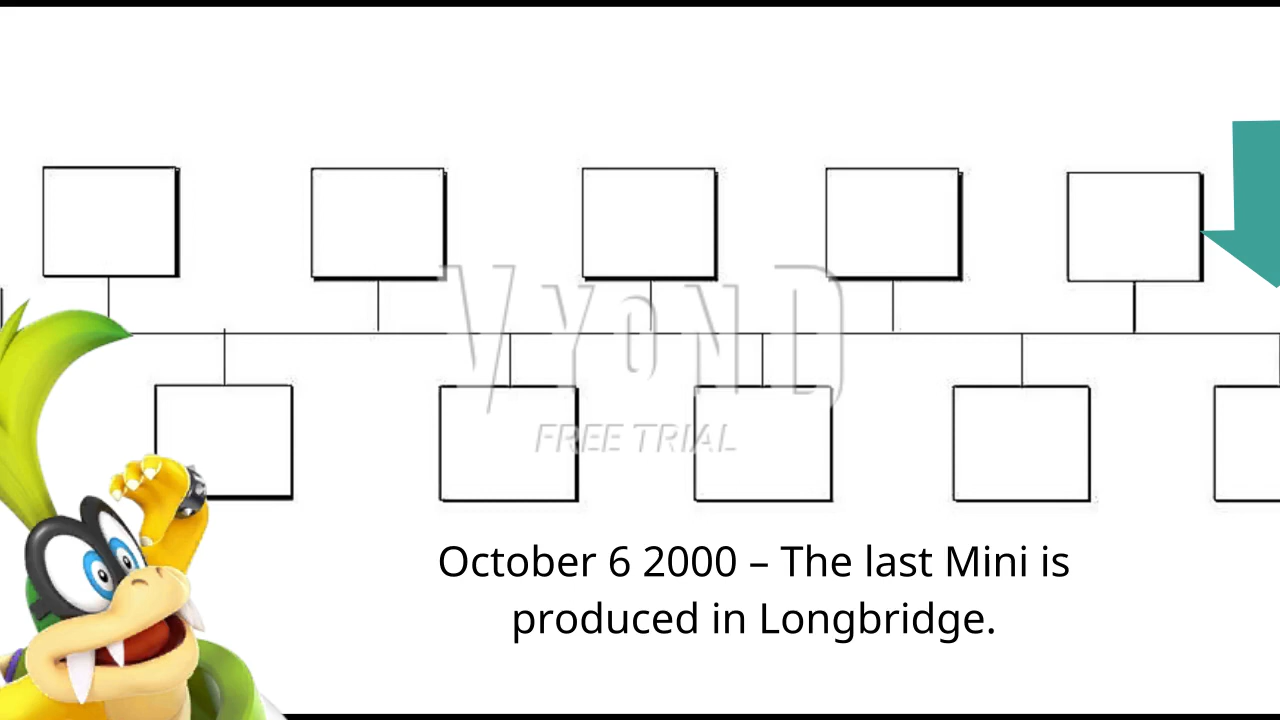 VYOND
FREE TRIAL
October 6 2000 – The last Mini is
produced in Longbridge.